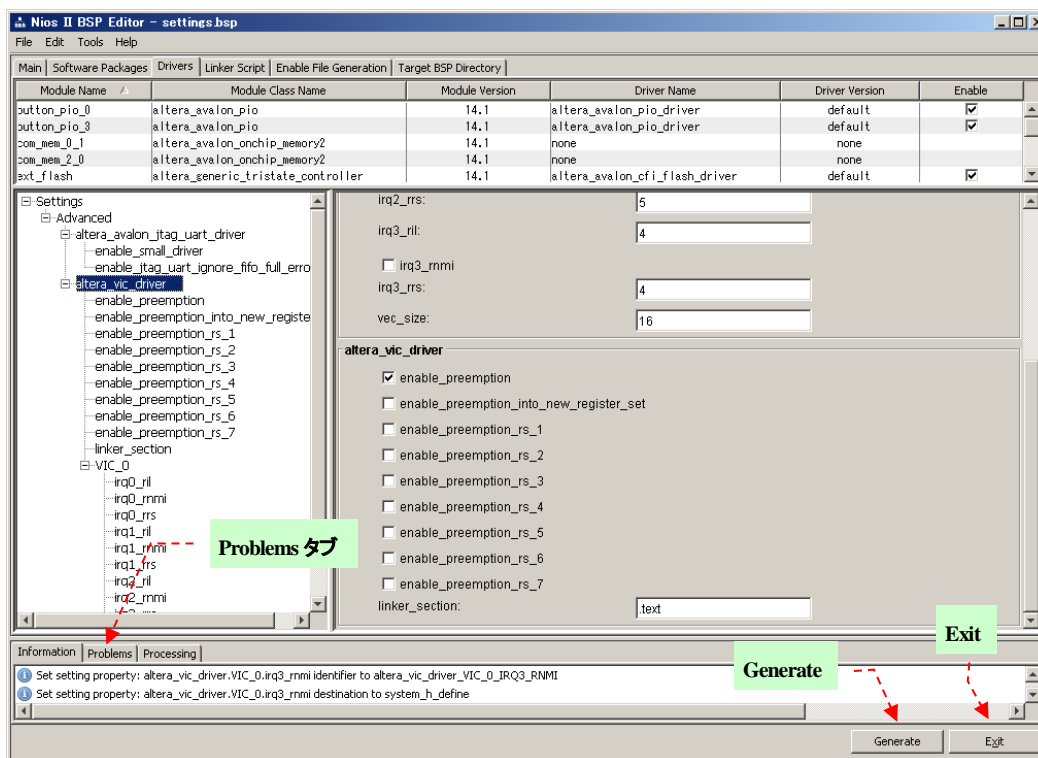 Nios II BSP Editor - settings.bsp
File Edit Tools Help
Main Software Packages Drivers Linker Script Enable File Generation Target BSP Directory
Module Name Module Class Name Module Version Driver Name Driver Version Enable
button_pio_0 altera_avalon_pio 14.1 altera_avalon_pio_driver default
button_pio_3 altera_avalon_pio 14.1 altera_avalon_pio_driver default
com_mem_0_1 altera_avalon_onchip_memory2 14.1 none none
com_mem_2_0 altera_avalon_onchip_memory2 14.1 none none
ext_flash altera_generic_tristate_controller 14.1 altera_avalon_cfi_flash_driver default
Settings
Advanced
altera_avalon_jtag_uart_driver
enable_small_driver
enable_jtag_uart_ignore_fifo_full_erro
altera_vic_driver
enable_preemption
enable_preemption_into_new_registe
enable_preemption_rs_1
enable_preemption_rs_2
enable_preemption_rs_3
enable_preemption_rs_4
enable_preemption_rs_5
enable_preemption_rs_6
enable_preemption_rs_7
linker_section
VIC_0
irq0_ril
irq0_rnmi
irq0_rrs
irq1_ril
irq1_rnmi
irq1_rrs
irq2_ril
irq2_rnmi
irq2_rrs: 5
irq3_ril: 4
irq3_rnmi
irq3_rrs: 4
vec_size: 16
altera_vic_driver
enable_preemption
enable_preemption_into_new_register_set
enable_preemption_rs_1
enable_preemption_rs_2
enable_preemption_rs_3
enable_preemption_rs_4
enable_preemption_rs_5
enable_preemption_rs_6
enable_preemption_rs_7
linker_section: .text
Problems タブ
Exit
Generate
Information Problems Processing
Set setting property: altera_vic_driver.VIC_0.irq3_rnmi identifier to altera_vic_driver_VIC_0_IRQ3_RNMI
Set setting property: altera_vic_driver.VIC_0.irq3_rnmi destination to system_h_define
Generate Exit